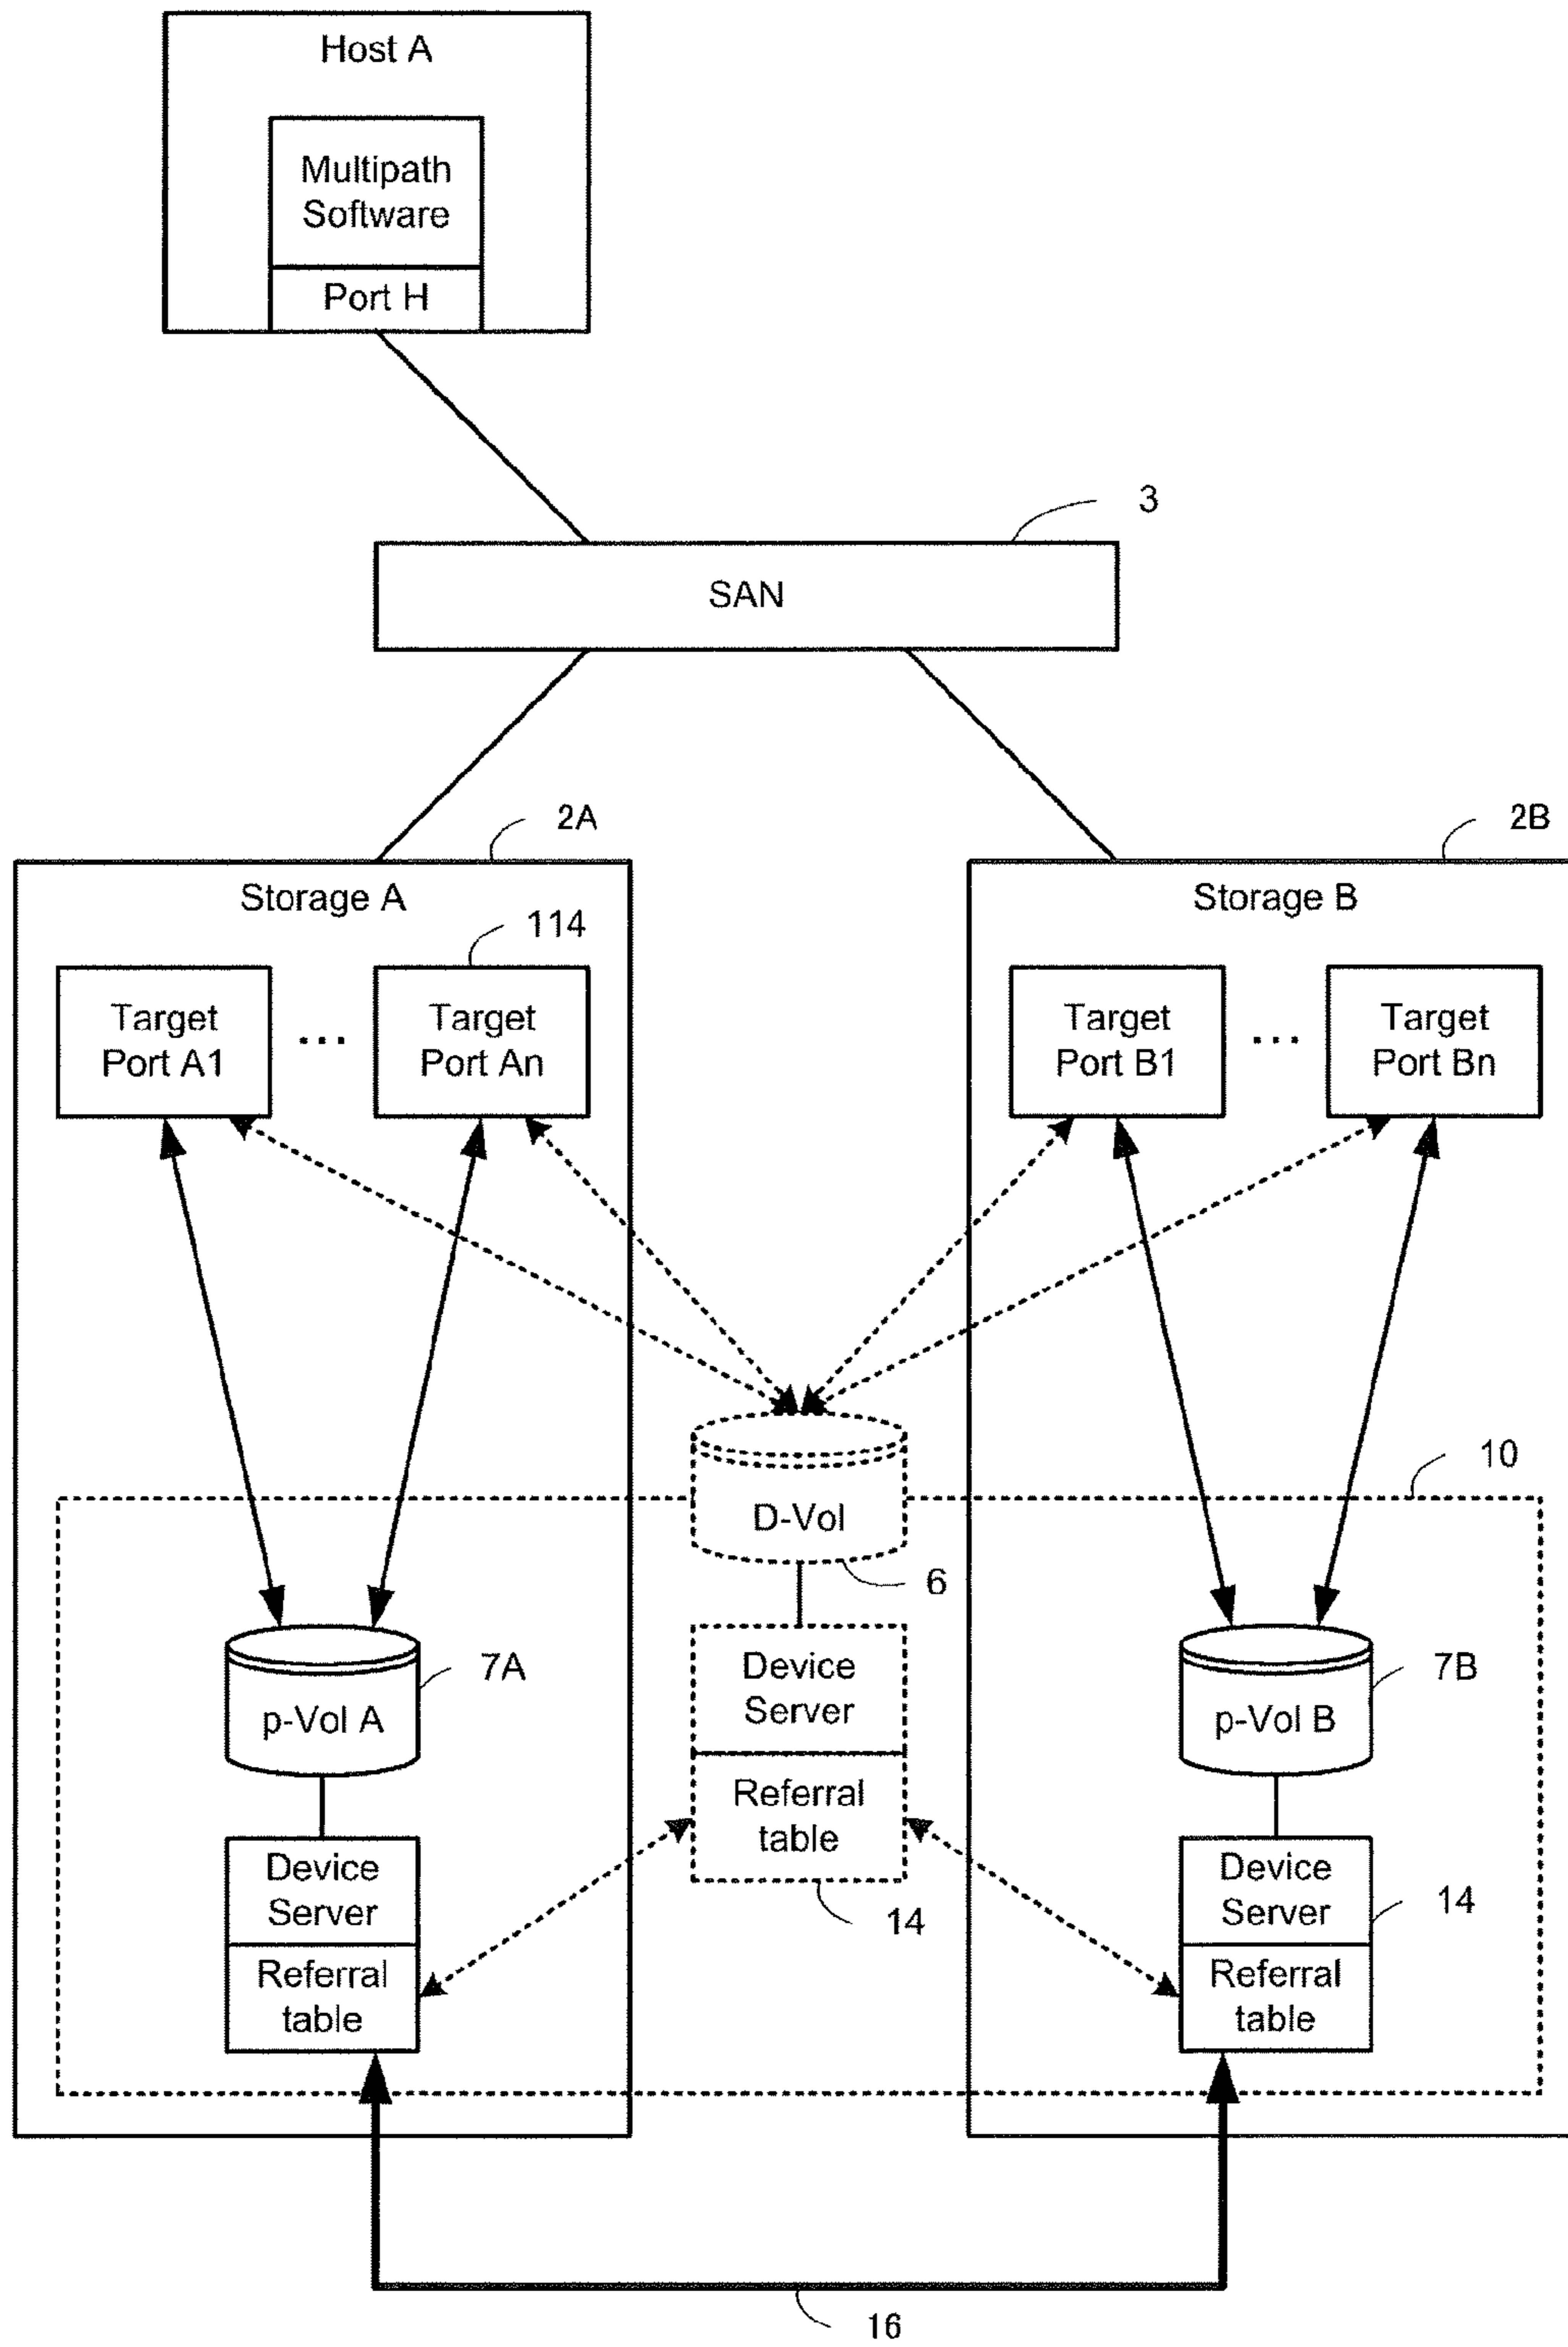 Host A
Multipath
Software
Port H
3
SAN
2A
2B
Storage A
Storage B
114
Target
Port A1
...
Target
Port An
Target
Port B1
...
Target
Port Bn
10
D-Vol
6
7A
7B
p-Vol A
Device
Server
p-Vol B
Referral
table
Device
Server
14
Device
Server
14
Referral
table
Referral
table
16